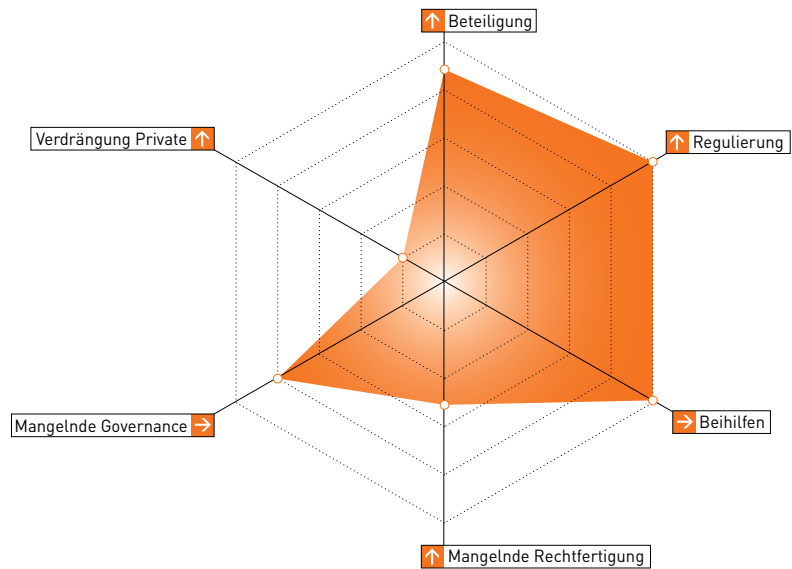 ↑ Beteiligung
Verdrängung Private ↑
↑ Regulierung
Mangelnde Governance →
→ Beihilfen
↑ Mangelnde Rechtfertigung